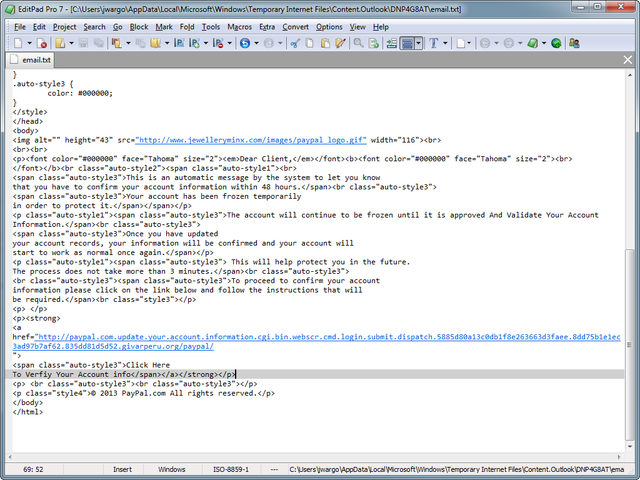 EditPad Pro 7 - [C:\Users\jwargo\AppData\Local\Microsoft\Windows\Temporary Internet Files\Content.Outlook\DNP4G8AT\email.txt]
File Edit Project Search Go Block Mark Fold Tools Macros Extra Convert Options View Help
email.txt
}
.auto-style3 {
color: #000000;
}
</style>
</head>
<body>
<img alt="" height="43" src="http://www.jewelleryminx.com/images/paypal_logo.gif" width="116"><br>
<br><br>
<p><font color="#000000" face="Tahoma" size="2"><em>Dear Client,</em></font><b><font color="#000000" face="Tahoma" size="2"><br>
</font></b><br class="auto-style2"><span class="auto-style1"><br>
<span class="auto-style3">This is an automatic message by the system to let you know
that you have to confirm your account information within 48 hours.</span><br class="auto-style3">
<span class="auto-style3">Your account has been frozen temporarily
in order to protect it.</span></span></p>
<p class="auto-style1"><span class="auto-style3">The account will continue to be frozen until it is approved And Validate Your Account
Information.</span><br class="auto-style3">
<span class="auto-style3">Once you have updated
your account records, your information will be confirmed and your account will
start to work as normal once again.</span></p>
<p class="auto-style1"><span class="auto-style3"> This will help protect you in the future.
The process does not take more than 3 minutes.</span><br class="auto-style3">
<br class="auto-style3"><span class="auto-style3">To proceed to confirm your account
information please click on the link below and follow the instructions that will
be required.</span><br class="style3"></p>
<p> </p>
<p><strong>
<a
href="http://paypal.com.update.your.account.information.cgi.bin.webscr.cmd.login.submit.dispatch.5885d80a13c0db1f8e263663d3faee.8dd75b1e1ec
3ad97b7af62.835dd81d5d52.givarperu.org/paypal/
">
<span class="auto-style3">Click Here
To Verfiy Your Account info</span></a></strong></p>
<p> <br class="auto-style3"><br class="auto-style3"></p>
<p class="style4">© 2013 PayPal.com All rights reserved.</p>
</body>
</html>
69: 52 Insert Windows ISO-8859-1 --- C:\Users\jwargo\AppData\Local\Microsoft\Windows\Temporary Internet Files\Content.Outlook\DNP4G8AT\ema